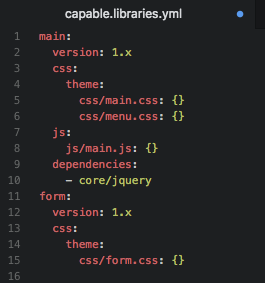 capable.libraries.yml
1 main:
2   version: 1.x
3   css:
4     theme:
5       css/main.css: {}
6       css/menu.css: {}
7   js:
8     js/main.js: {}
9   dependencies:
10     - core/jquery
11 form:
12   version: 1.x
13   css:
14     theme:
15       css/form.css: {}
16